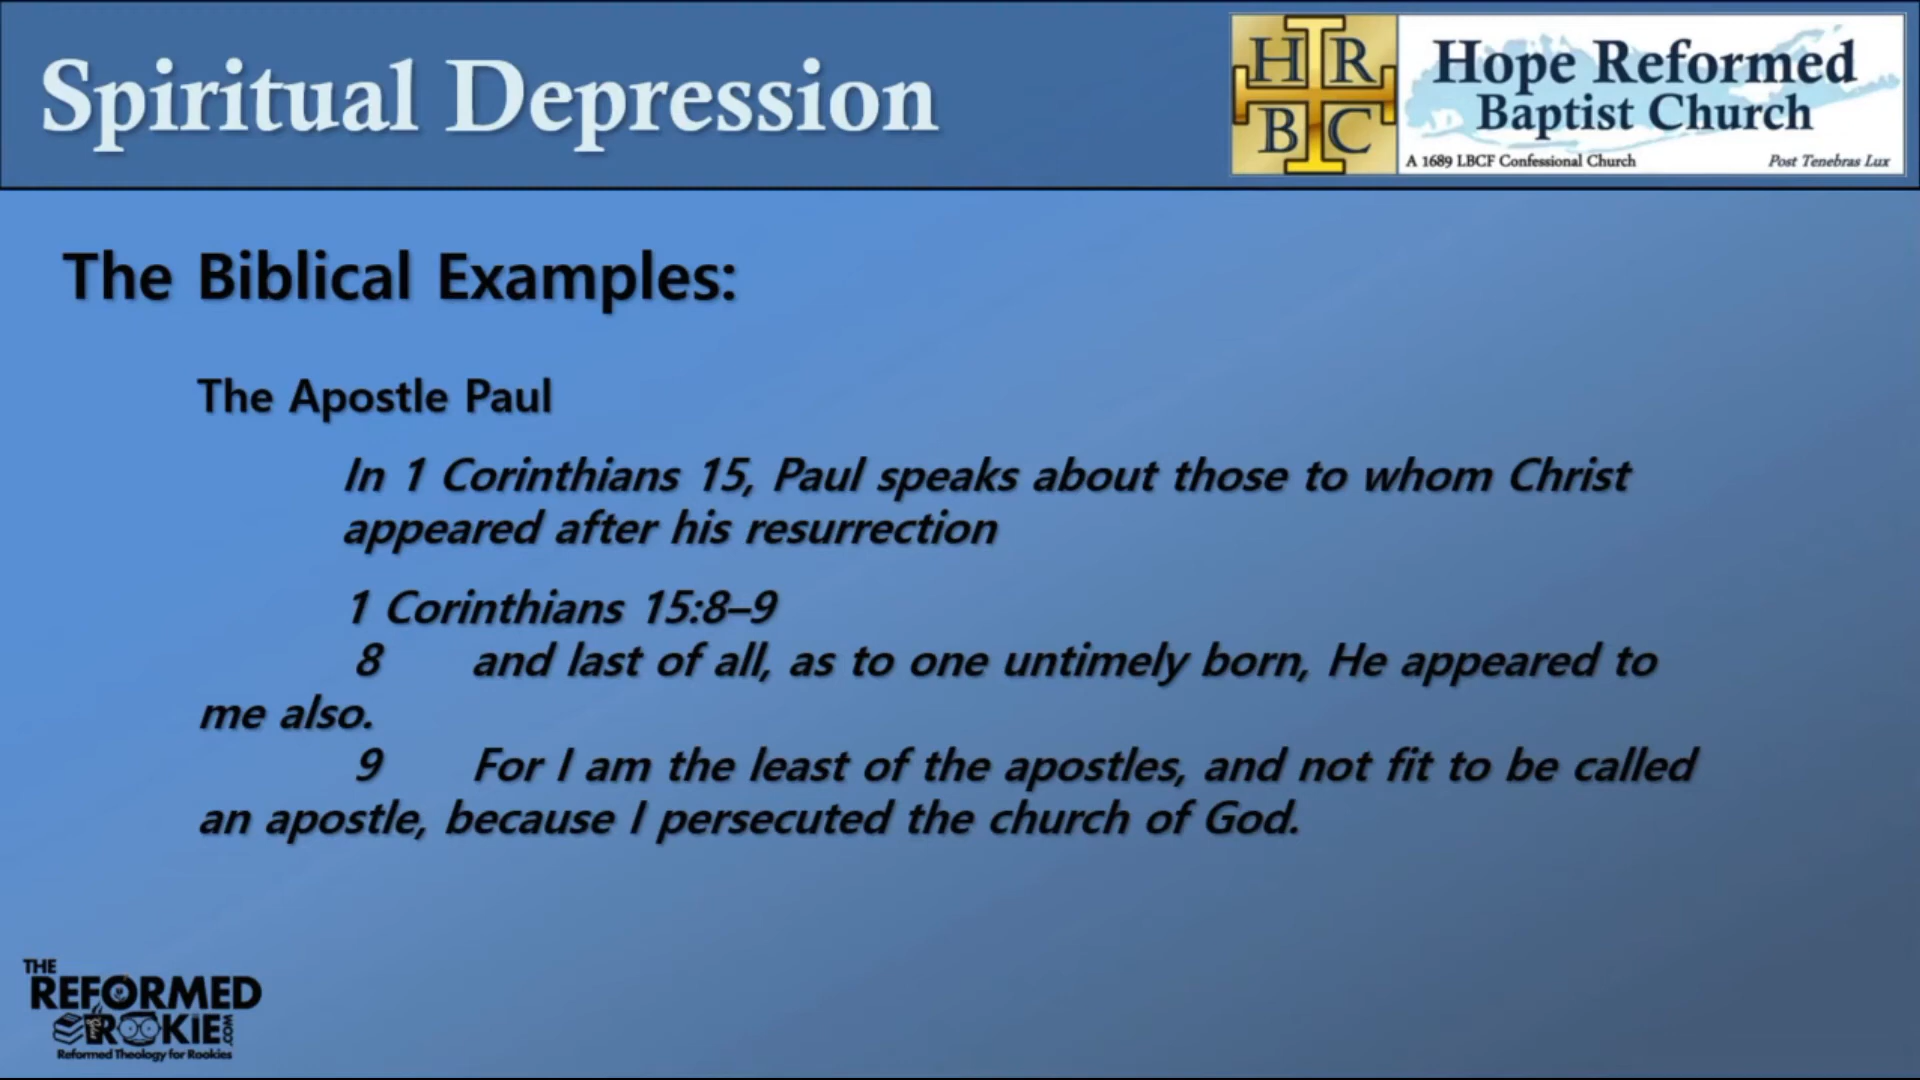 Spiritual Depression
H R
B C
Hope Reformed
Baptist Church
A 1689 LBCF Confessional Church
Post Tenebras Lux
The Biblical Examples:
The Apostle Paul
In 1 Corinthians 15, Paul speaks about those to whom Christ
appeared after his resurrection
1 Corinthians 15:8–9
8 and last of all, as to one untimely born, He appeared to
me also.
9 For I am the least of the apostles, and not fit to be called
an apostle, because I persecuted the church of God.
THE
REFORMED
ROOKIE
.COM
Reformed Theology for Rookies